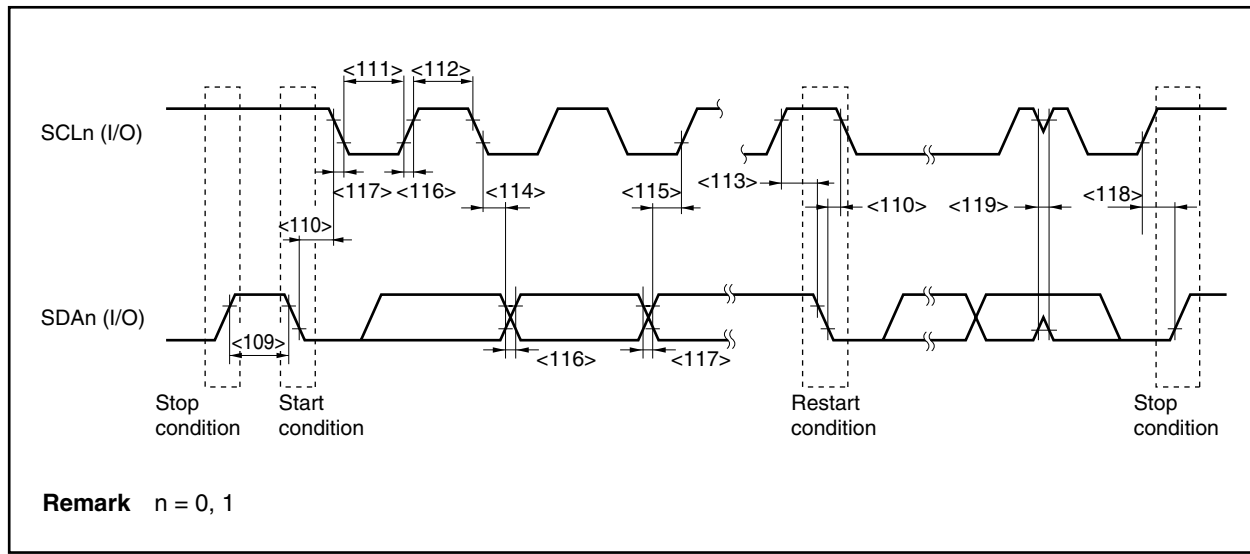 <111> <112>
SCLn (I/O)
<117> <116> <114> <115> <113> <110> <119> <118>
<110>
SDAn (I/O)
<109> <116> <117>
Stop condition
Start condition
Restart condition
Stop condition
Remark n = 0, 1